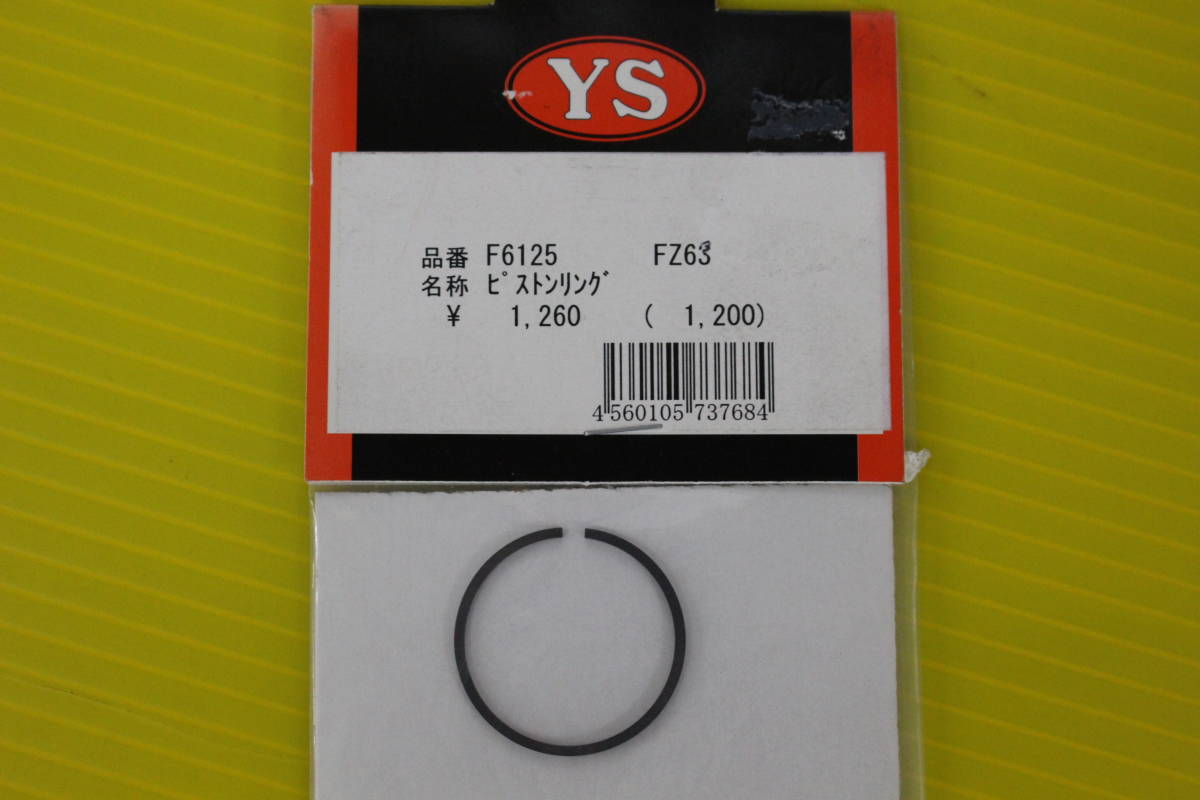 YS
品番 F6125 FZ63
名称 ﾋﾟｽﾄﾝﾘﾝｸﾞ
¥ 1,260 ( 1,200)
4 560105 737684